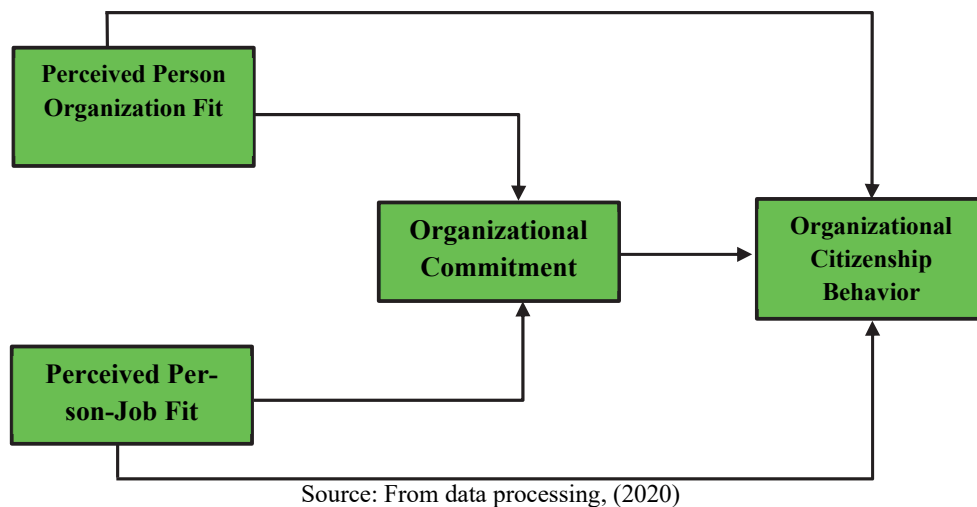 Perceived Person
Organization Fit
Organizational
Commitment
Organizational
Citizenship
Behavior
Perceived Per-
son-Job Fit
Source: From data processing, (2020)